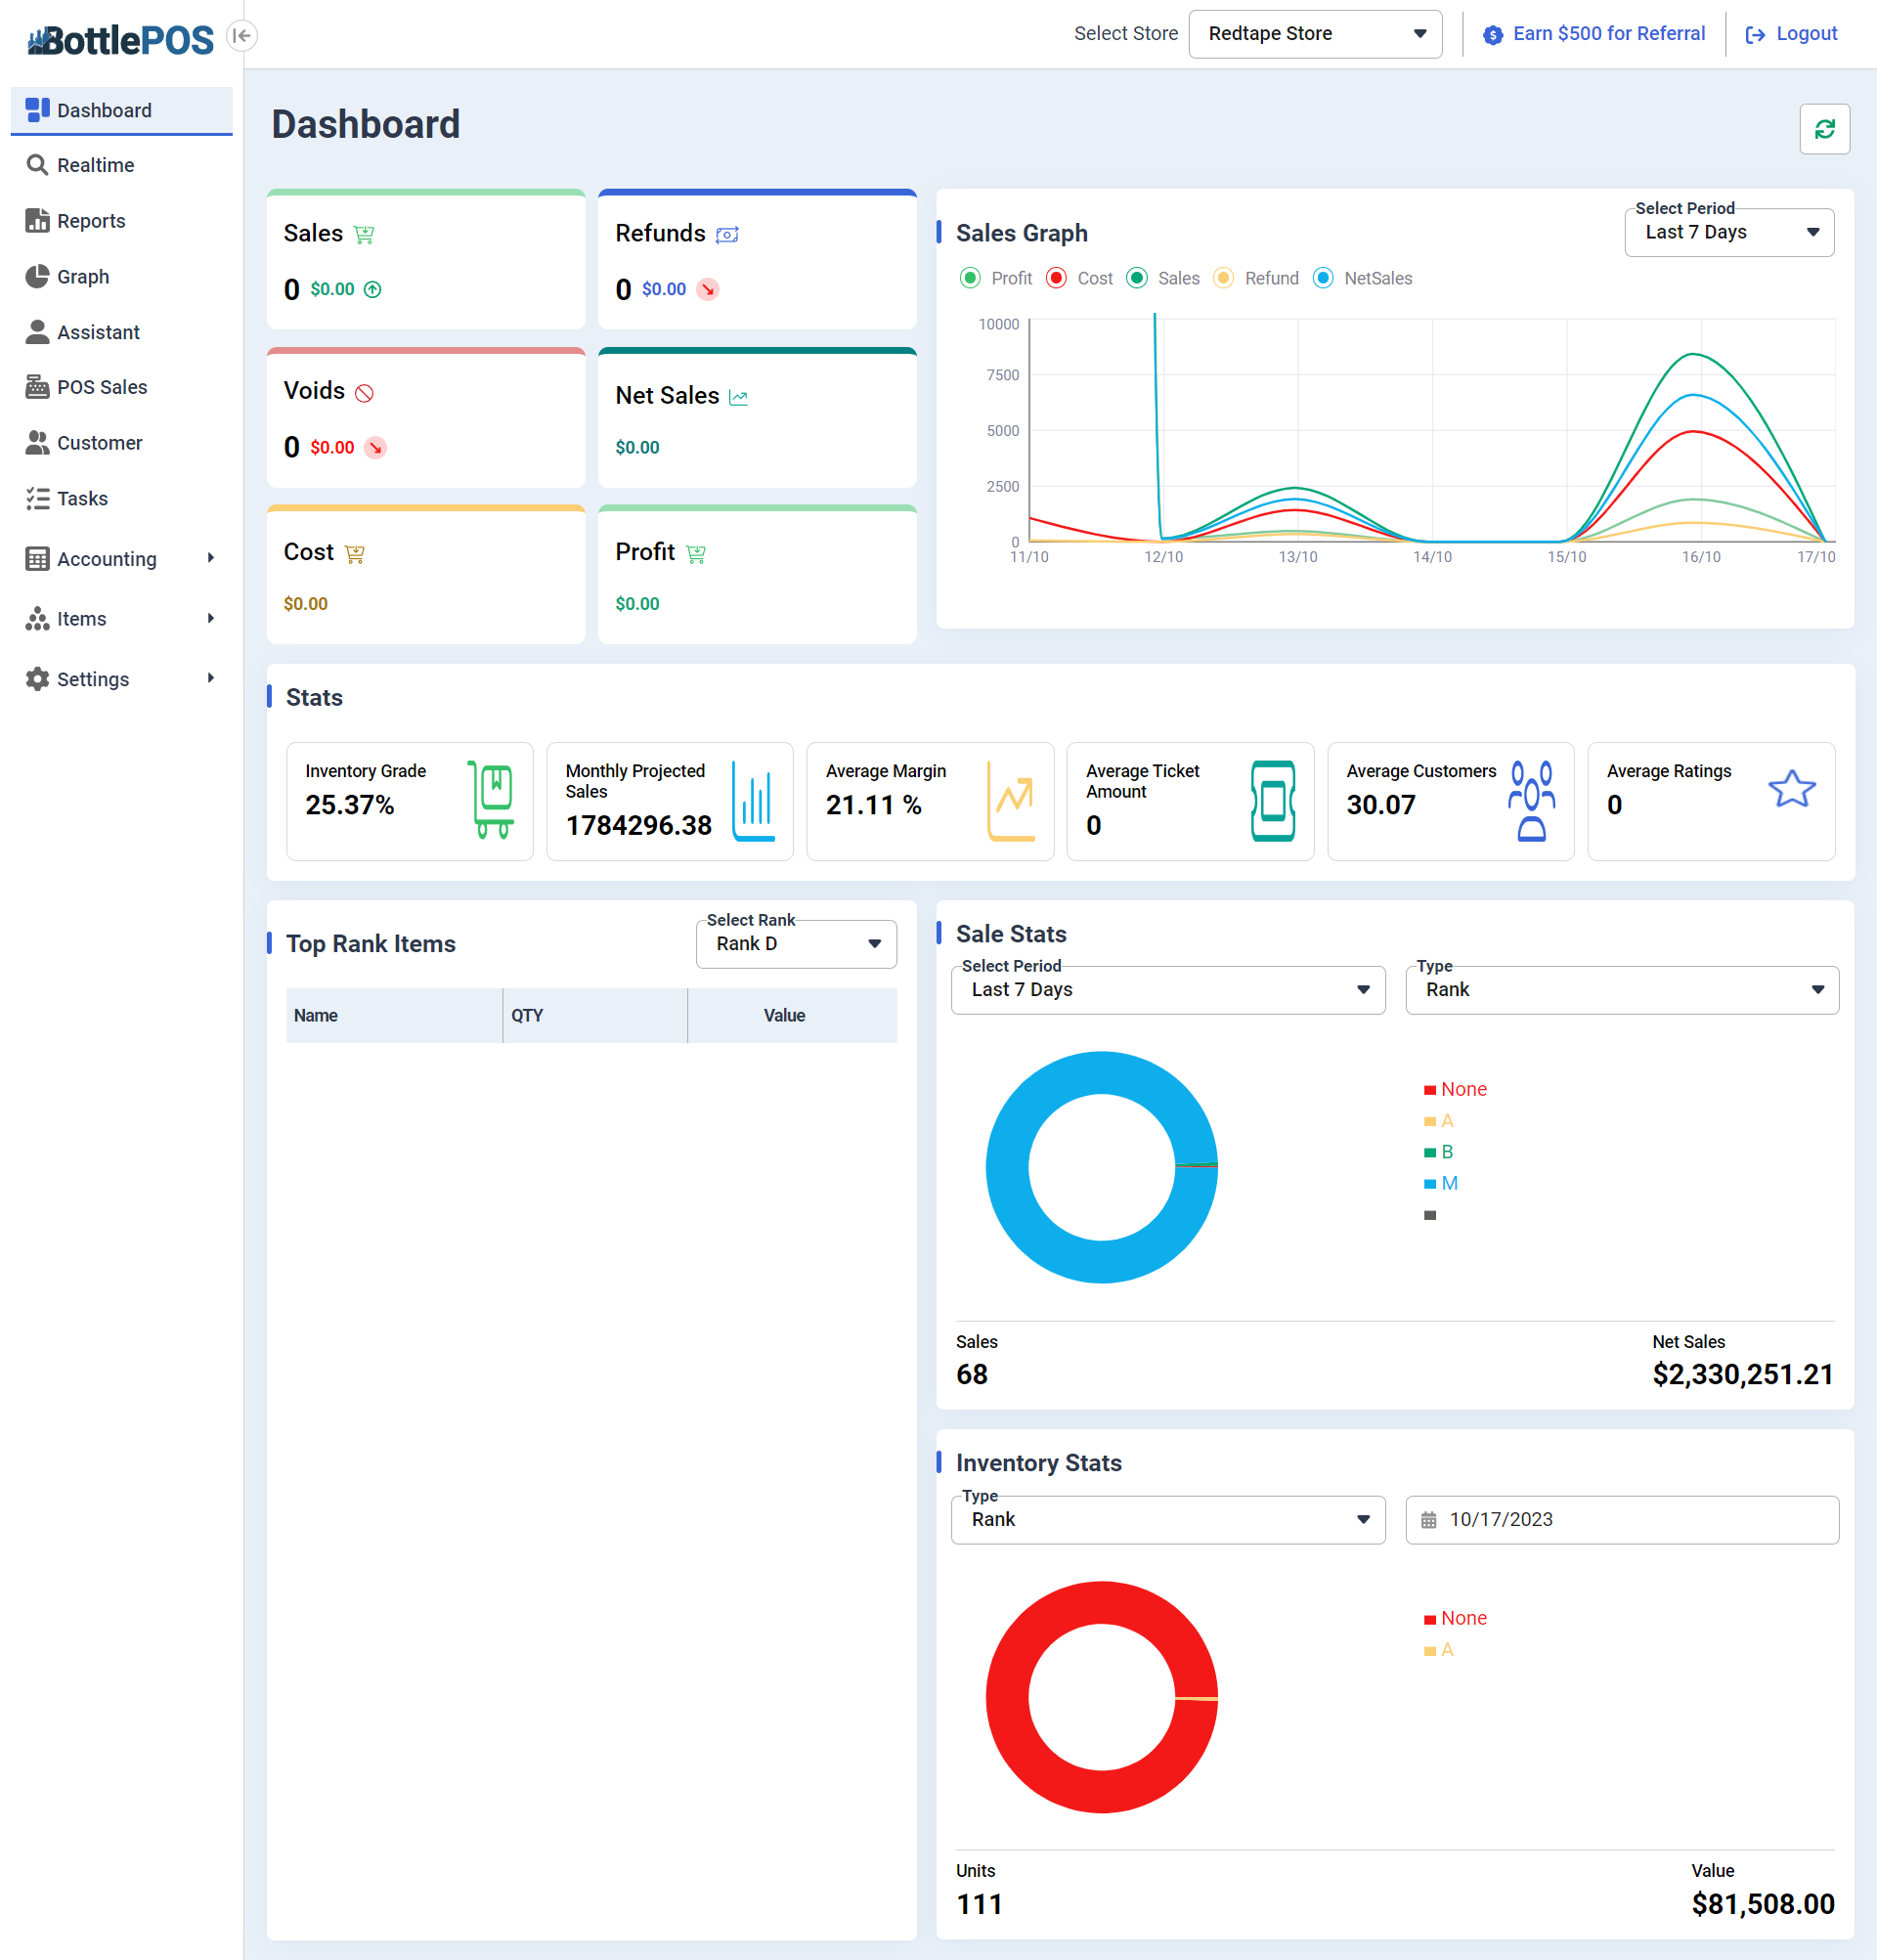 BottlePOS
Select Store
Redtape Store
Earn $500 for Referral
Logout
Dashboard
Realtime
Reports
Graph
Assistant
POS Sales
Customer
Tasks
Accounting
Items
Settings
Dashboard
Sales
0 $0.00
Refunds
0 $0.00
Voids
0 $0.00
Net Sales
$0.00
Cost
$0.00
Profit
$0.00
Sales Graph
Select Period
Last 7 Days
Profit Cost Sales Refund NetSales
10000
7500
5000
2500
0
11/10 12/10 13/10 14/10 15/10 16/10 17/10
Stats
Inventory Grade
25.37%
Monthly Projected
Sales
1784296.38
Average Margin
21.11 %
Average Ticket
Amount
0
Average Customers
30.07
Average Ratings
0
Top Rank Items
Select Rank
Rank D
Name QTY Value
Sale Stats
Select Period
Last 7 Days
Type
Rank
None
A
B
M
Sales
68
Net Sales
$2,330,251.21
Inventory Stats
Type
Rank
10/17/2023
None
A
Units
111
Value
$81,508.00